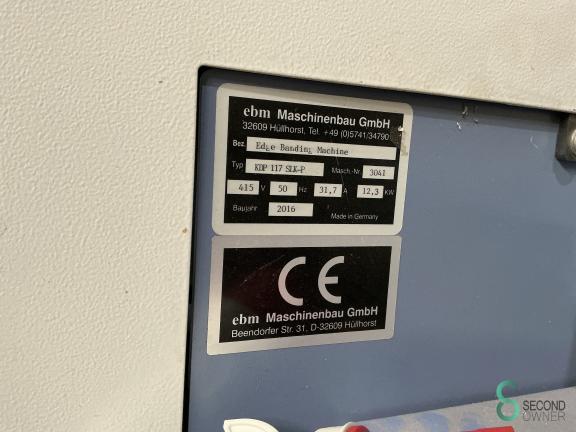 ebm Maschinenbau GmbH
32609 Hüllhorst, Tel. +49 (0)5741/34790
Bez. Edge Banding Machine
Typ KDP 117 SLK-P Masch.-Nr. 3041
415 V 50 Hz 31,7 A 12,3 KW
Baujahr 2016 Made in Germany
CE
ebm Maschinenbau GmbH
Beendorfer Str. 31, D-32609 Hüllhorst
SECOND
OWNER